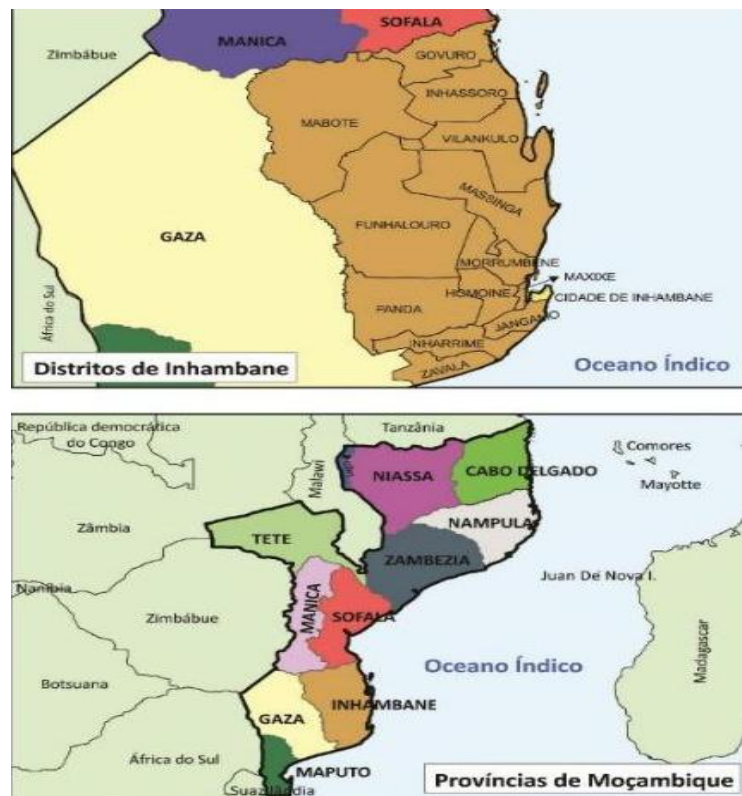 SOFALA
MANICA
Zimbábue
GOVURO
INHASSORO
MABOTE
VILANKULO
MASSINGA
FUNHALOURO
GAZA
MORRUMBENE
MAXIXE
HOMOINE
CIDADE DE INHAMBANE
PANDA
JANGAMO
África do Sul
INHARRIME
Distritos de Inhambane
ZAVALA
Oceano Índico
República democrática
do Congo
Tanzânia
Comores
Malawi
NIASSA
CABO DELGADO
Mayotte
NAMPULA
Zâmbia
TETE
ZAMBEZIA
Juan De Nova I.
Namíbia
MANICA
SOFALA
Zimbábue
Madagascar
Oceano Índico
Botsuana
INHAMBANE
GAZA
África do Sul
MAPUTO
Suazilândia
Províncias de Moçambique